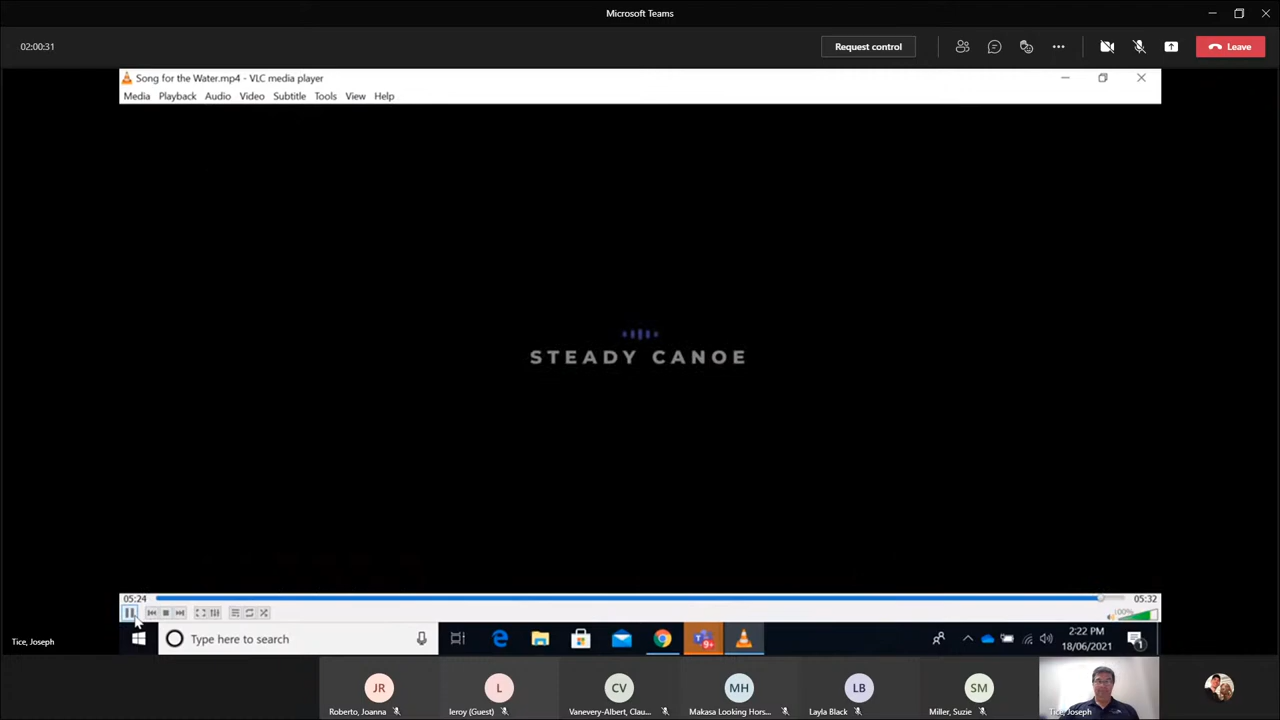 Microsoft Teams
02:00:31
Request control
Leave
Song for the Water.mp4 - VLC media player
Media Playback Audio Video Subtitle Tools View Help
STEADY CANOE
05:24
05:32
100%
Tice, Joseph
Type here to search
9+
2:22 PM
18/06/2021
1
JR
L
CV
MH
LB
SM
Roberto, Joanna
leroy (Guest)
Vanevery-Albert, Clau...
Makasa Looking Hors...
Layla Black
Miller, Suzie
Tice, Joseph